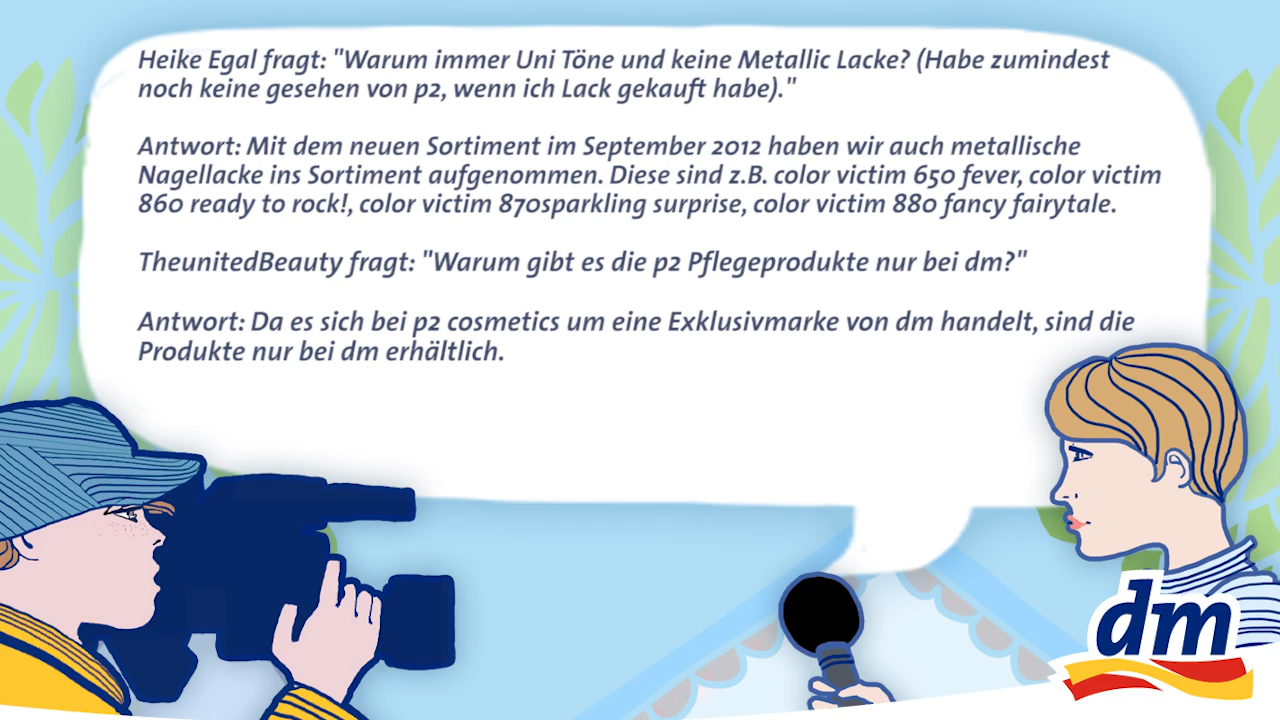 Heike Egal fragt: "Warum immer Uni Töne und keine Metallic Lacke? (Habe zumindest
noch keine gesehen von p2, wenn ich Lack gekauft habe)."
Antwort: Mit dem neuen Sortiment im September 2012 haben wir auch metallische
Nagellacke ins Sortiment aufgenommen. Diese sind z.B. color victim 650 fever, color victim
860 ready to rock!, color victim 870sparkling surprise, color victim 880 fancy fairytale.
TheunitedBeauty fragt: "Warum gibt es die p2 Pflegeprodukte nur bei dm?"
Antwort: Da es sich bei p2 cosmetics um eine Exklusivmarke von dm handelt, sind die
Produkte nur bei dm erhältlich.
dm